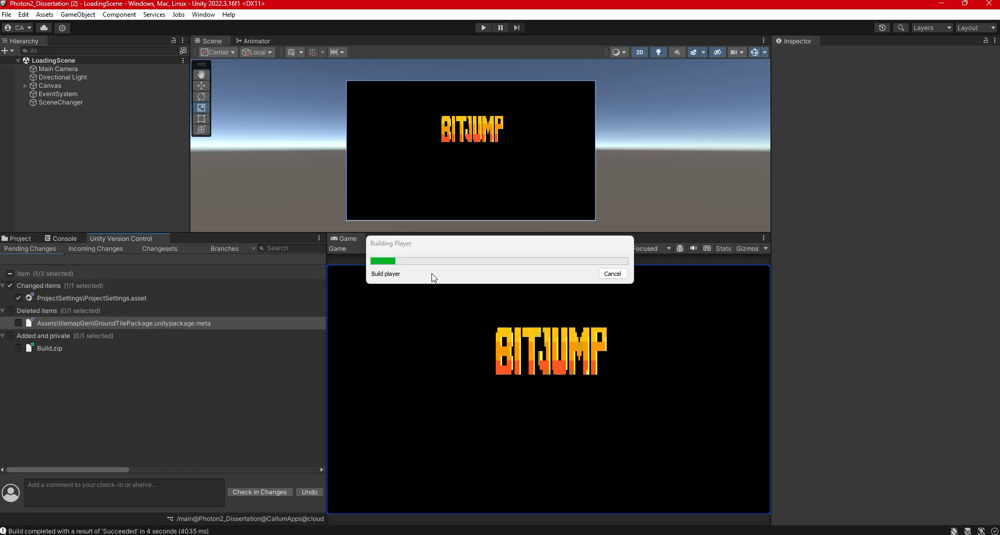 Photon2_Dissertation (2) - LoadingScene - Windows, Mac, Linux - Unity 2022.3.16f1 <DX11>
File Edit Assets GameObject Component Services Jobs Window Help
CA Layers Layout
Hierarchy
All
LoadingScene
Main Camera
Directional Light
Canvas
EventSystem
SceneChanger
Scene Animator
Center Local 2D
BITJUMP
Inspector
Project Console Unity Version Control
Pending Changes Incoming Changes Changesets Branches Search
Item (1/3 selected)
Changed items (1/1 selected)
ProjectSettings\ProjectSettings.asset
Deleted items (0/1 selected)
Assets\tilemapGen\GroundTilePackage.unitypackage.meta
Added and private (0/1 selected)
Build.zip
Add a comment to your check-in or shelve...
Check in Changes Undo
/main@Photon2_Dissertation@CallumApps@cloud
Game
Game ocused Stats Gizmos
Building Player
Build player Cancel
BITJUMP
Build completed with a result of 'Succeeded' in 4 seconds (4035 ms)